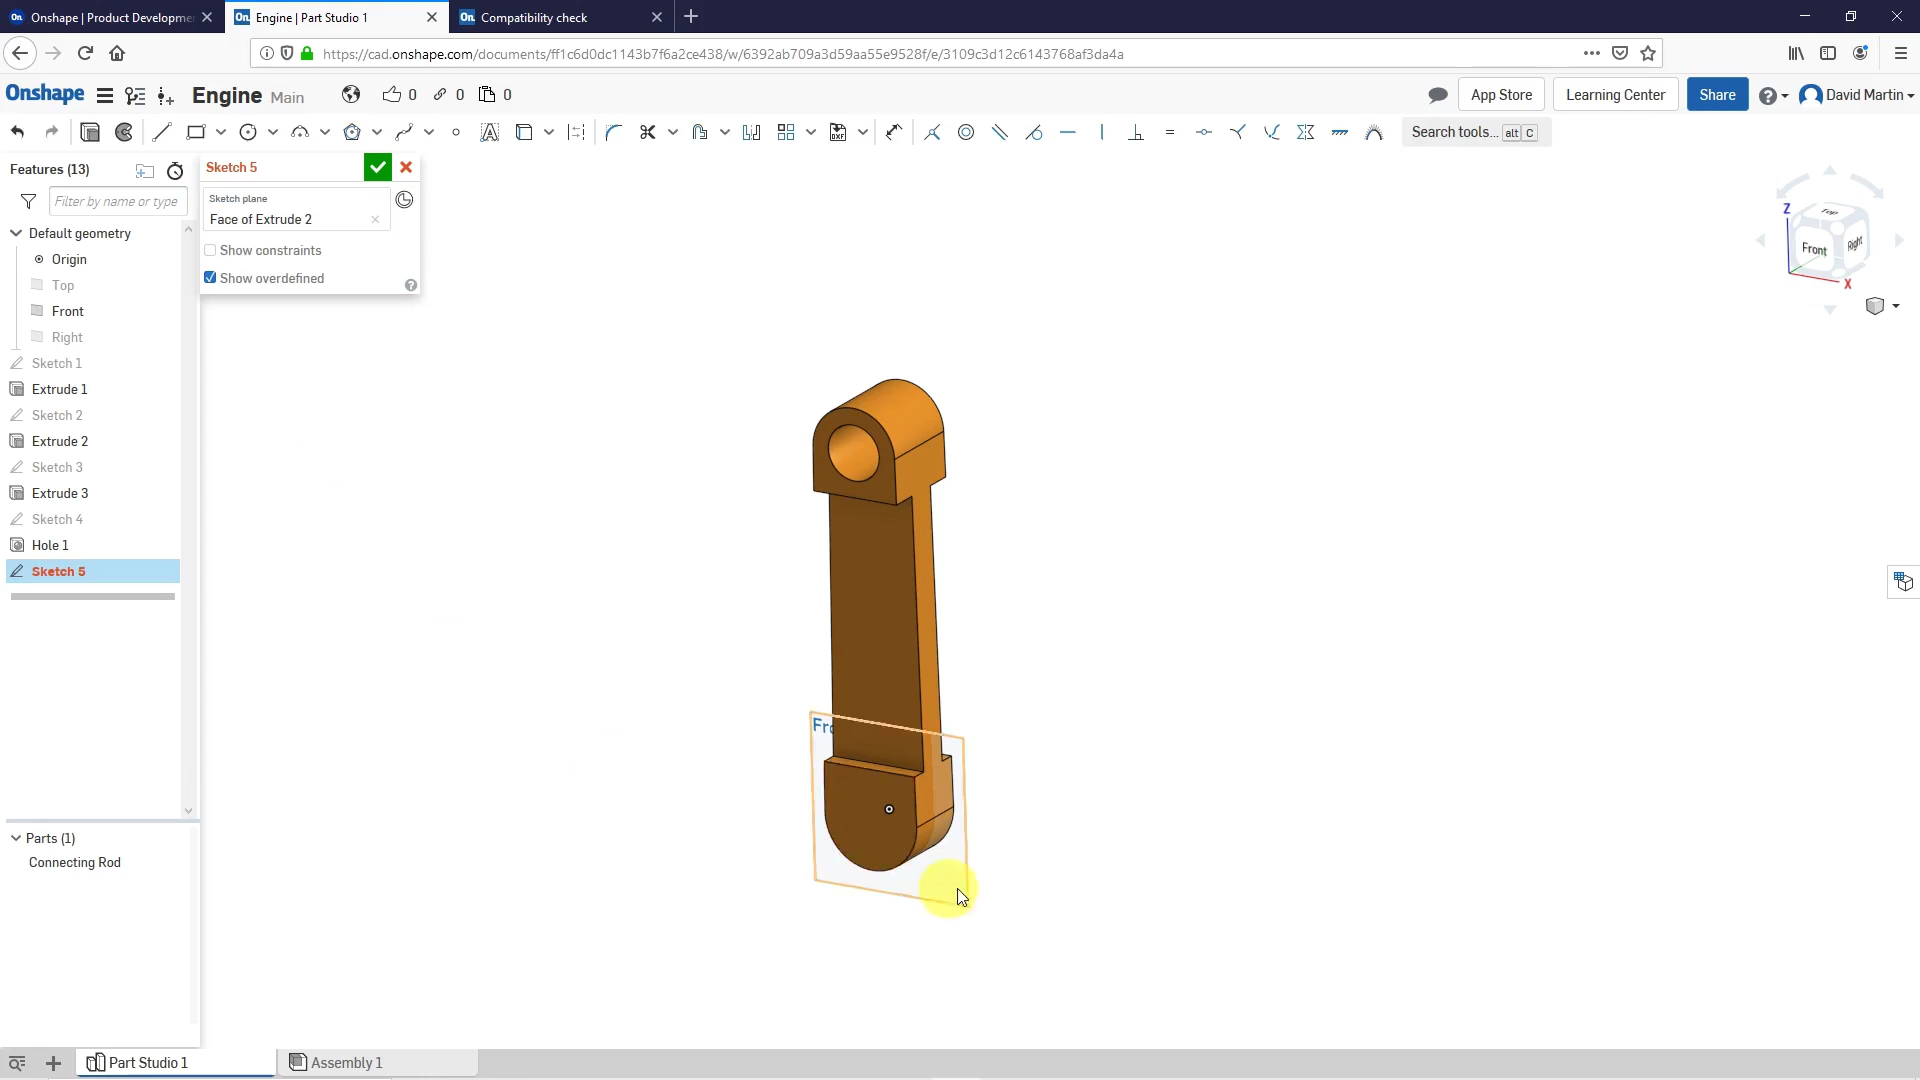 Onshape | Product Developme
Engine | Part Studio 1
Compatibility check
https://cad.onshape.com/documents/ff1c6d0dc1143b7f6a2ce438/w/6392ab709a3d59aa55e9528f/e/3109c3d12c6143768af3da4a
Onshape
Engine Main
0
0
0
App Store
Learning Center
Share
David Martin
DXF
Search tools... alt C
Features (13)
Filter by name or type
Default geometry
Origin
Top
Front
Right
Sketch 1
Extrude 1
Sketch 2
Extrude 2
Sketch 3
Extrude 3
Sketch 4
Hole 1
Sketch 5
Sketch 5
Sketch plane
Face of Extrude 2
Show constraints
Show overdefined
Z
Top
Front
Right
X
Fro
Parts (1)
Connecting Rod
Part Studio 1
Assembly 1